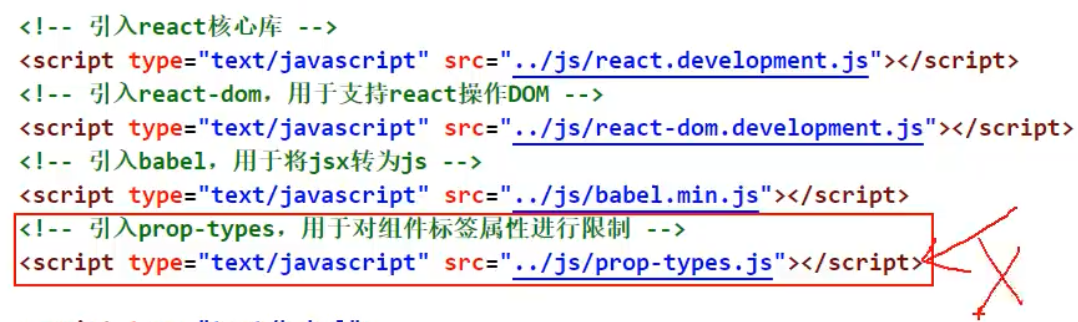 <!-- 引入react核心库 -->
<script type="text/javascript" src="../js/react.development.js"></script>
<!-- 引入react-dom，用于支持react操作DOM -->
<script type="text/javascript" src="../js/react-dom.development.js"></script>
<!-- 引入babel，用于将jsx转为js -->
<script type="text/javascript" src="../js/babel.min.js"></script>
<!-- 引入prop-types，用于对组件标签属性进行限制 -->
<script type="text/javascript" src="../js/prop-types.js"></script>